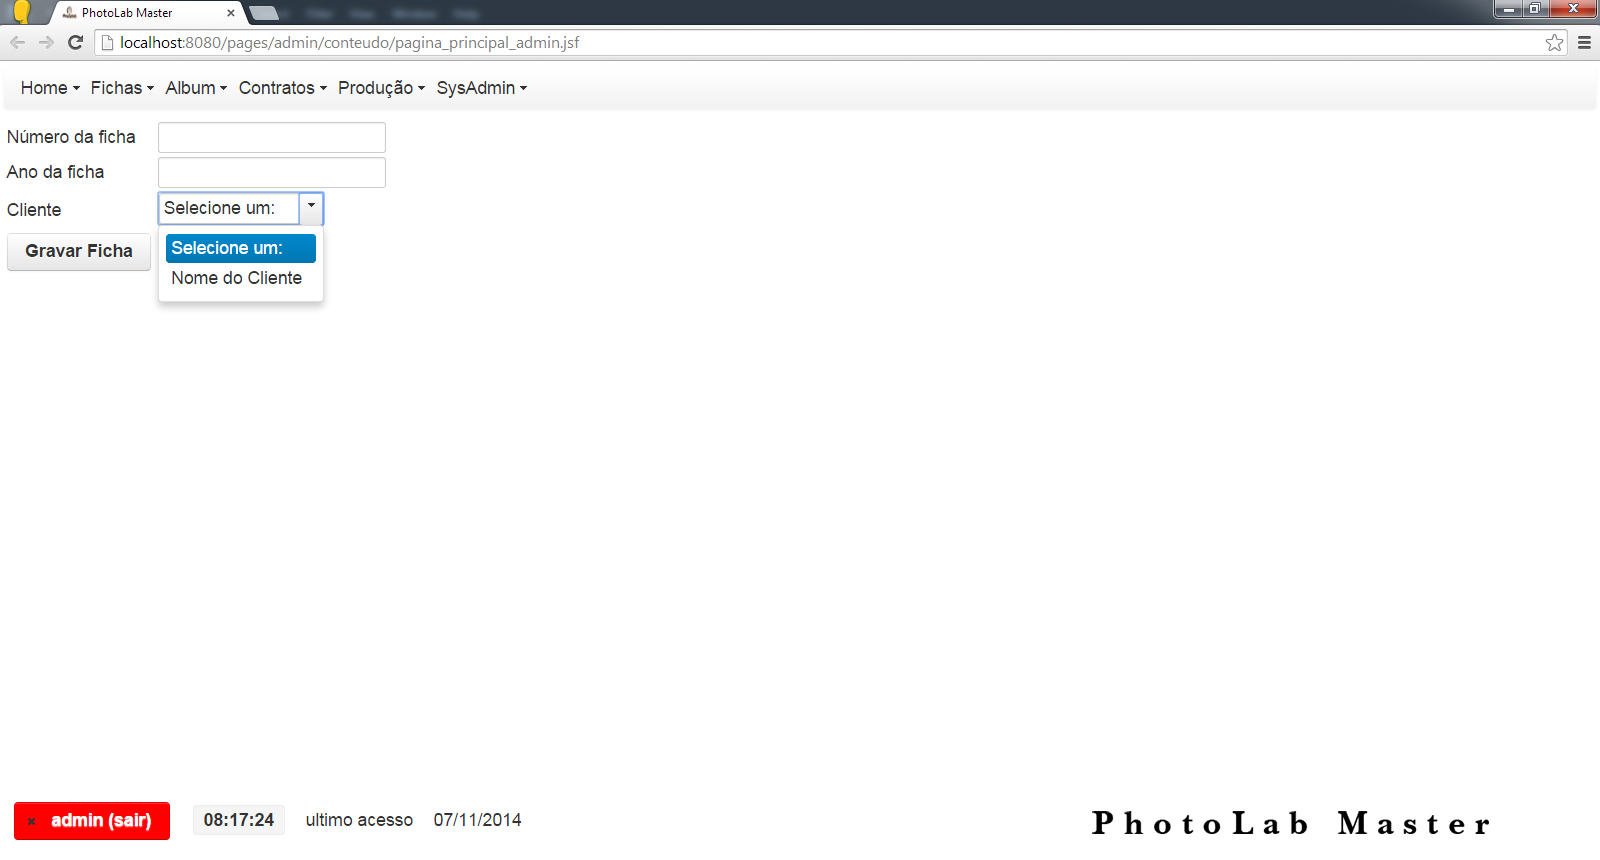 PhotoLab Master
localhost:8080/pages/admin/conteudo/pagina_principal_admin.jsf
Home Fichas Album Contratos Produção SysAdmin
Número da ficha
Ano da ficha
Cliente Selecione um:
Gravar Ficha Selecione um:
Nome do Cliente
admin (sair) 08:17:24 ultimo acesso 07/11/2014 PhotoLab Master